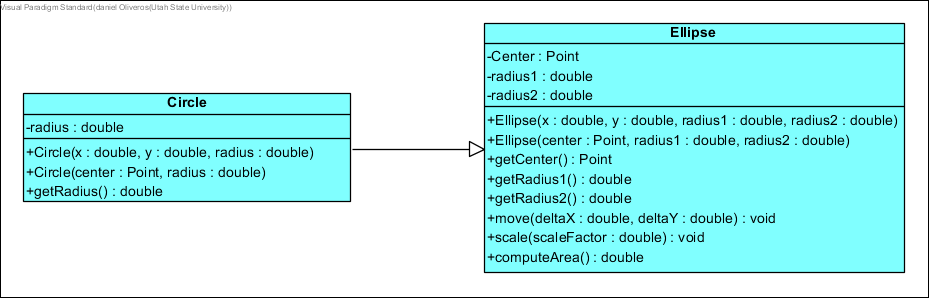 Visual Paradigm Standard(daniel Oliveros(Utah State University))
Circle
-radius : double
+Circle(x : double, y : double, radius : double)
+Circle(center : Point, radius : double)
+getRadius() : double
Ellipse
-Center : Point
-radius1 : double
-radius2 : double
+Ellipse(x : double, y : double, radius1 : double, radius2 : double)
+Ellipse(center : Point, radius1 : double, radius2 : double)
+getCenter() : Point
+getRadius1() : double
+getRadius2() : double
+move(deltaX : double, deltaY : double) : void
+scale(scaleFactor : double) : void
+computeArea() : double